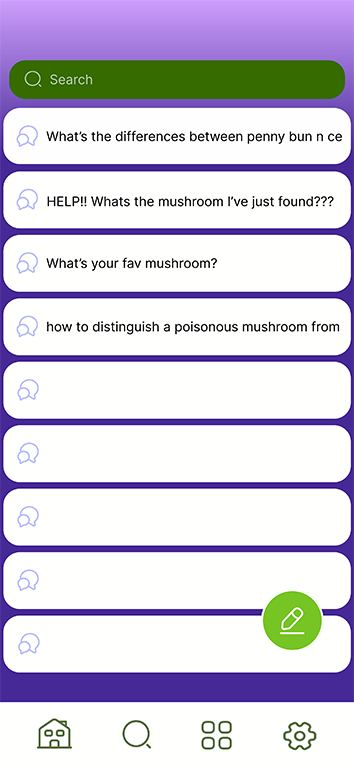 Search
What's the differences between penny bun n ce
HELP!! Whats the mushroom I've just found???
What's your fav mushroom?
how to distinguish a poisonous mushroom from